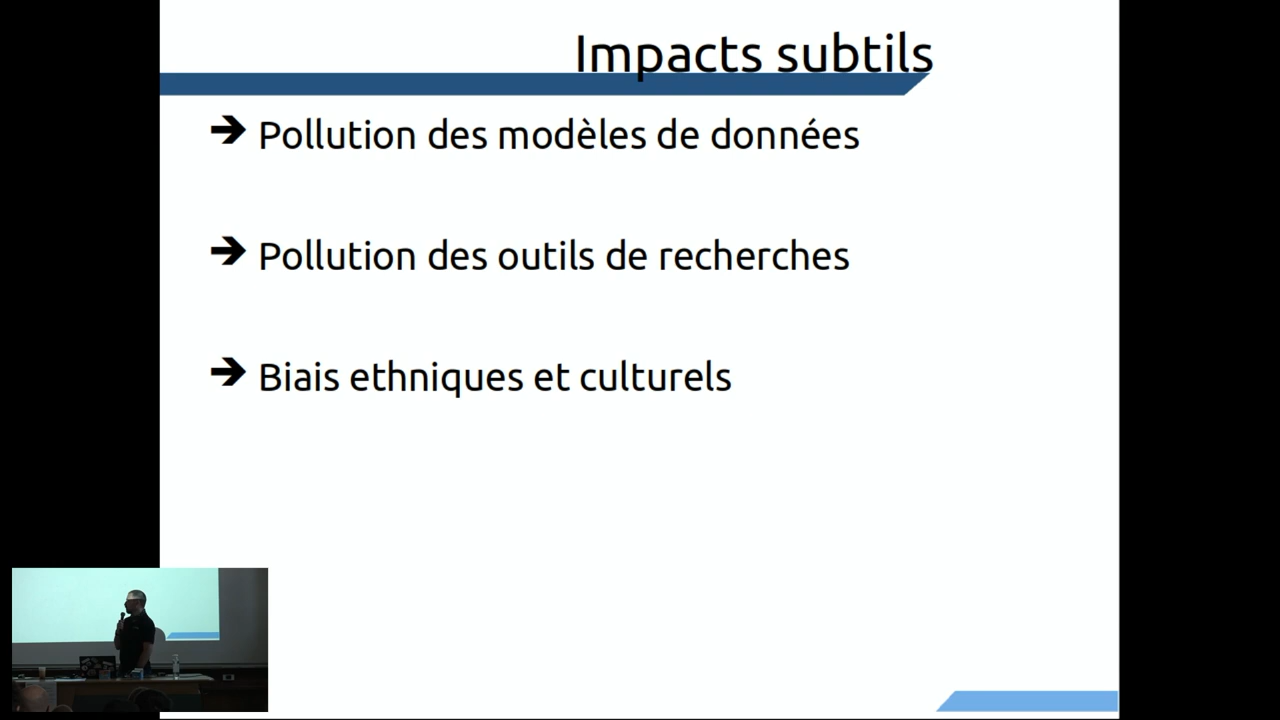 Impacts subtils
➔ Pollution des modèles de données
➔ Pollution des outils de recherches
➔ Biais ethniques et culturels